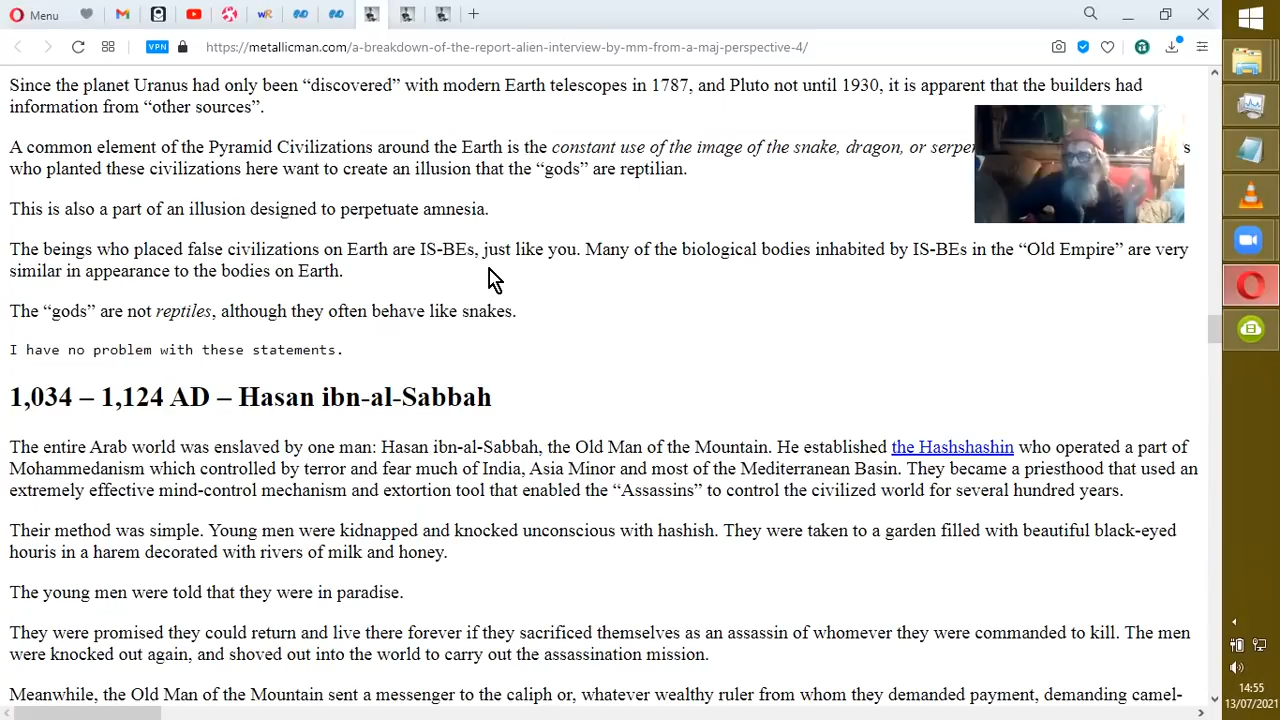 Menu
VPN https://metallicman.com/a-breakdown-of-the-report-alien-interview-by-mm-from-a-maj-perspective-4/
Since the planet Uranus had only been “discovered” with modern Earth telescopes in 1787, and Pluto not until 1930, it is apparent that the builders had
information from “other sources”.
A common element of the Pyramid Civilizations around the Earth is the constant use of the image of the snake, dragon, or serpen s
who planted these civilizations here want to create an illusion that the “gods” are reptilian.
This is also a part of an illusion designed to perpetuate amnesia.
The beings who placed false civilizations on Earth are IS-BEs, just like you. Many of the biological bodies inhabited by IS-BEs in the “Old Empire” are very
similar in appearance to the bodies on Earth.
The “gods” are not reptiles, although they often behave like snakes.
I have no problem with these statements.
1,034 – 1,124 AD – Hasan ibn-al-Sabbah
The entire Arab world was enslaved by one man: Hasan ibn-al-Sabbah, the Old Man of the Mountain. He established the Hashshashin who operated a part of
Mohammedanism which controlled by terror and fear much of India, Asia Minor and most of the Mediterranean Basin. They became a priesthood that used an
extremely effective mind-control mechanism and extortion tool that enabled the “Assassins” to control the civilized world for several hundred years.
Their method was simple. Young men were kidnapped and knocked unconscious with hashish. They were taken to a garden filled with beautiful black-eyed
houris in a harem decorated with rivers of milk and honey.
The young men were told that they were in paradise.
They were promised they could return and live there forever if they sacrificed themselves as an assassin of whomever they were commanded to kill. The men
were knocked out again, and shoved out into the world to carry out the assassination mission.
Meanwhile, the Old Man of the Mountain sent a messenger to the caliph or, whatever wealthy ruler from whom they demanded payment, demanding camel-
14:55
13/07/2021